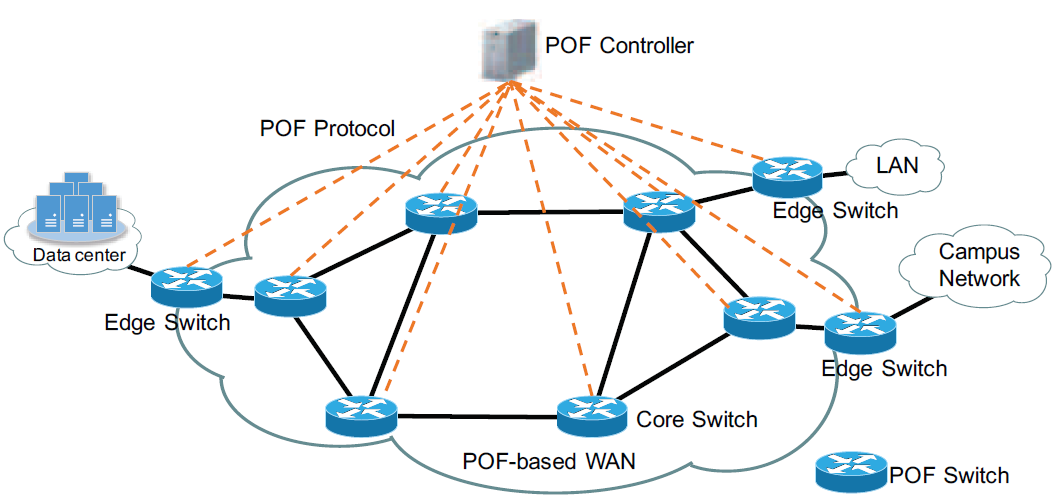 POF Controller
POF Protocol
LAN
Edge Switch
Data center
Campus
Network
Edge Switch
Edge Switch
Core Switch
POF-based WAN
POF Switch